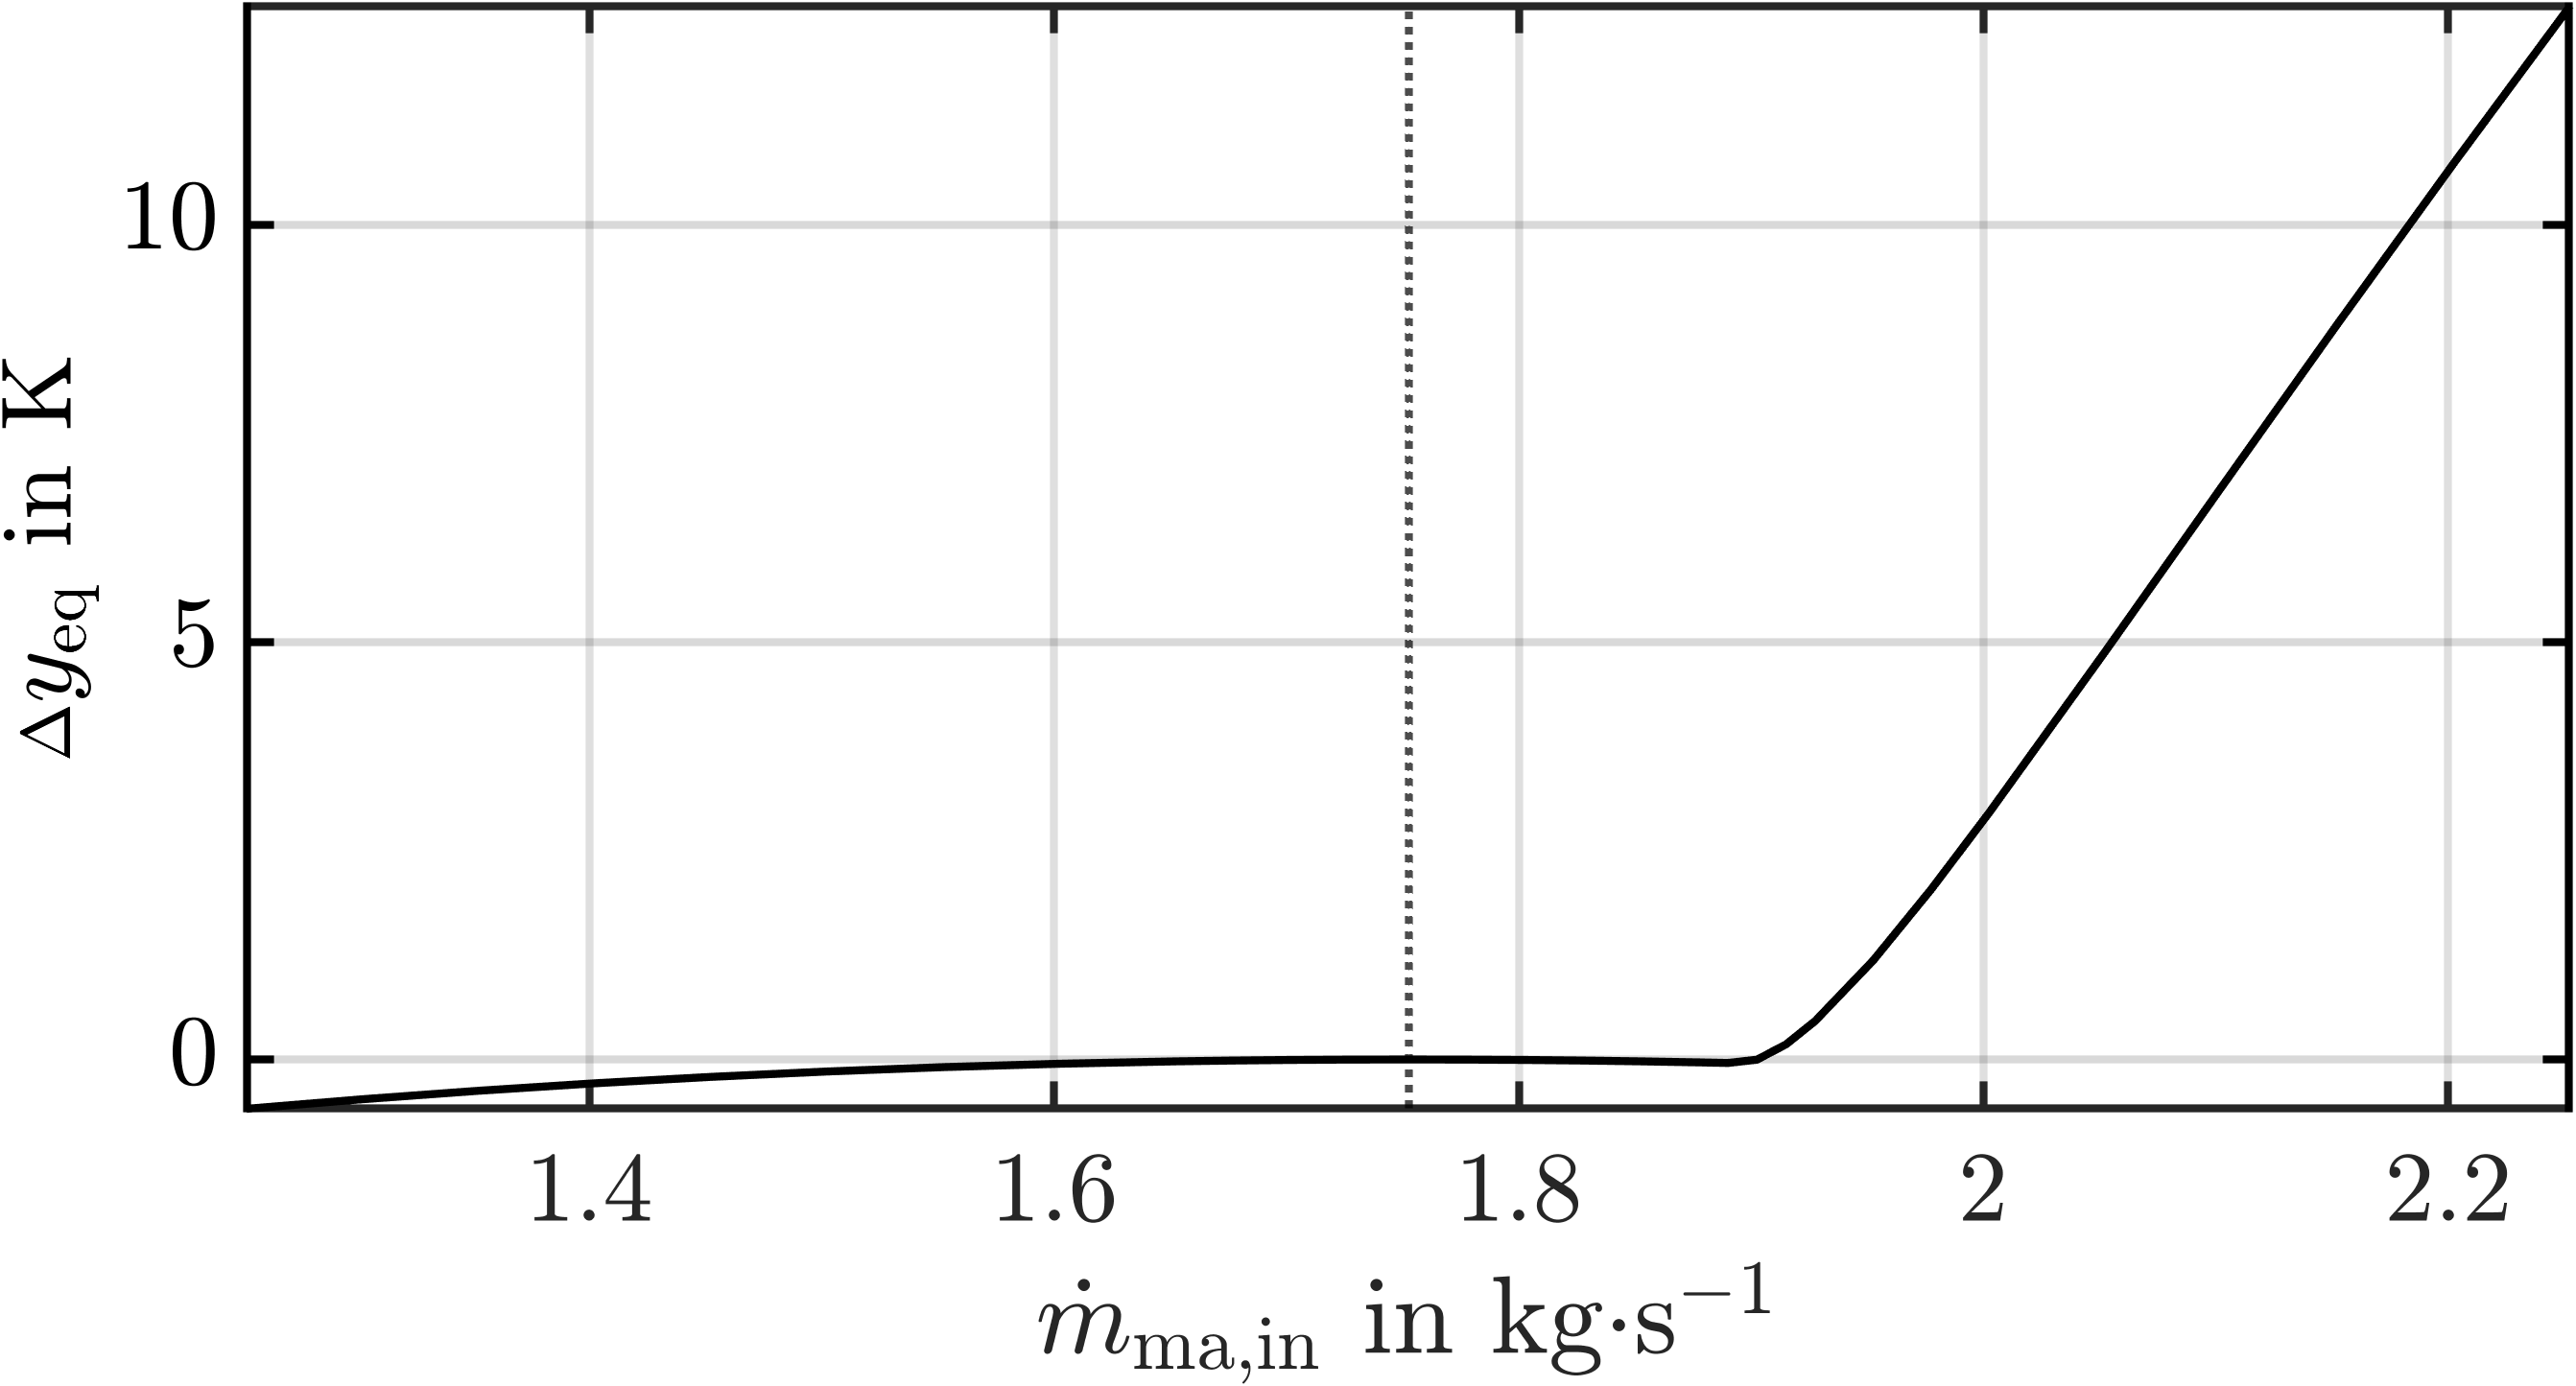 10
5
0
Δy_eq in K
1.4 1.6 1.8 2 2.2
ṁ_ma,in in kg·s⁻¹